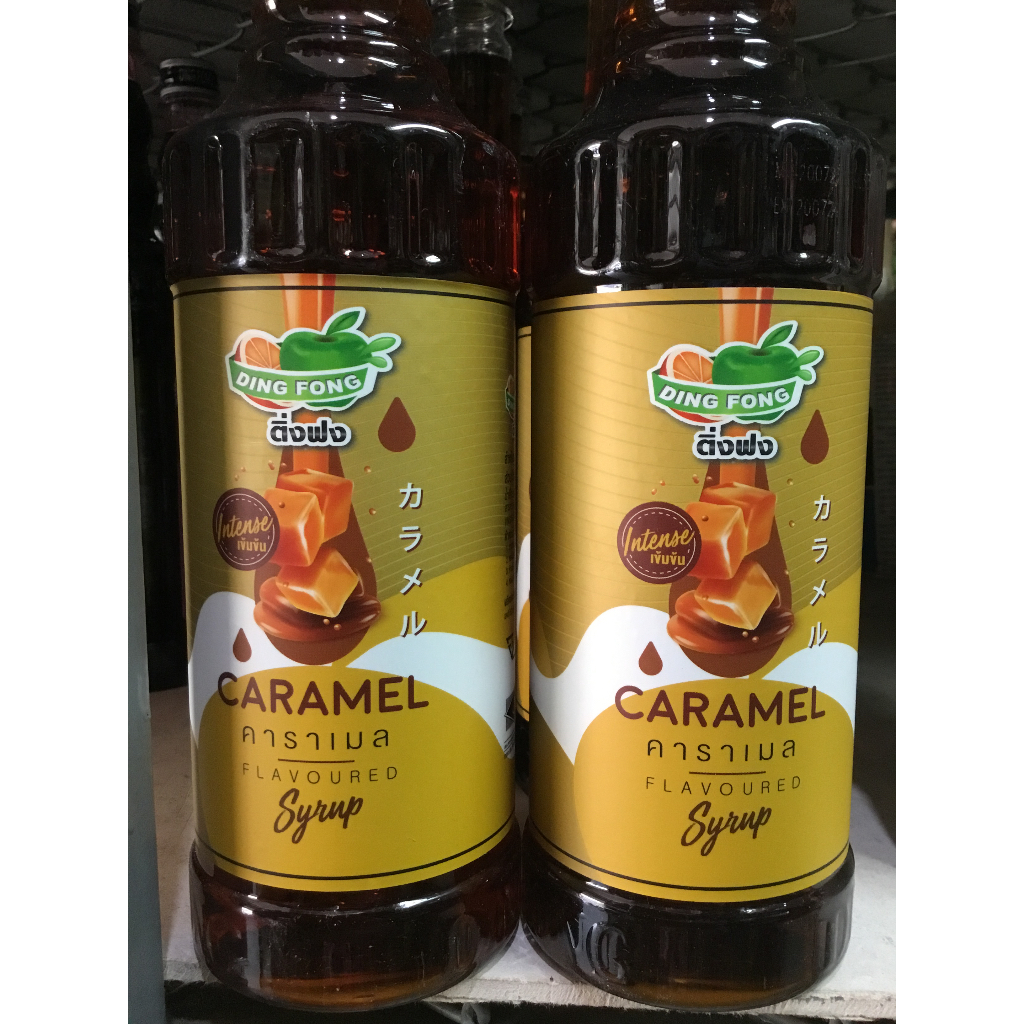 DING FONG
ติ่งฟง
Intense
เข้มข้น
カラメル
CARAMEL
คาราเมล
FLAVOURED
Syrup
DING FONG
ติ่งฟง
Intense
เข้มข้น
カラメル
CARAMEL
คาราเมล
FLAVOURED
Syrup